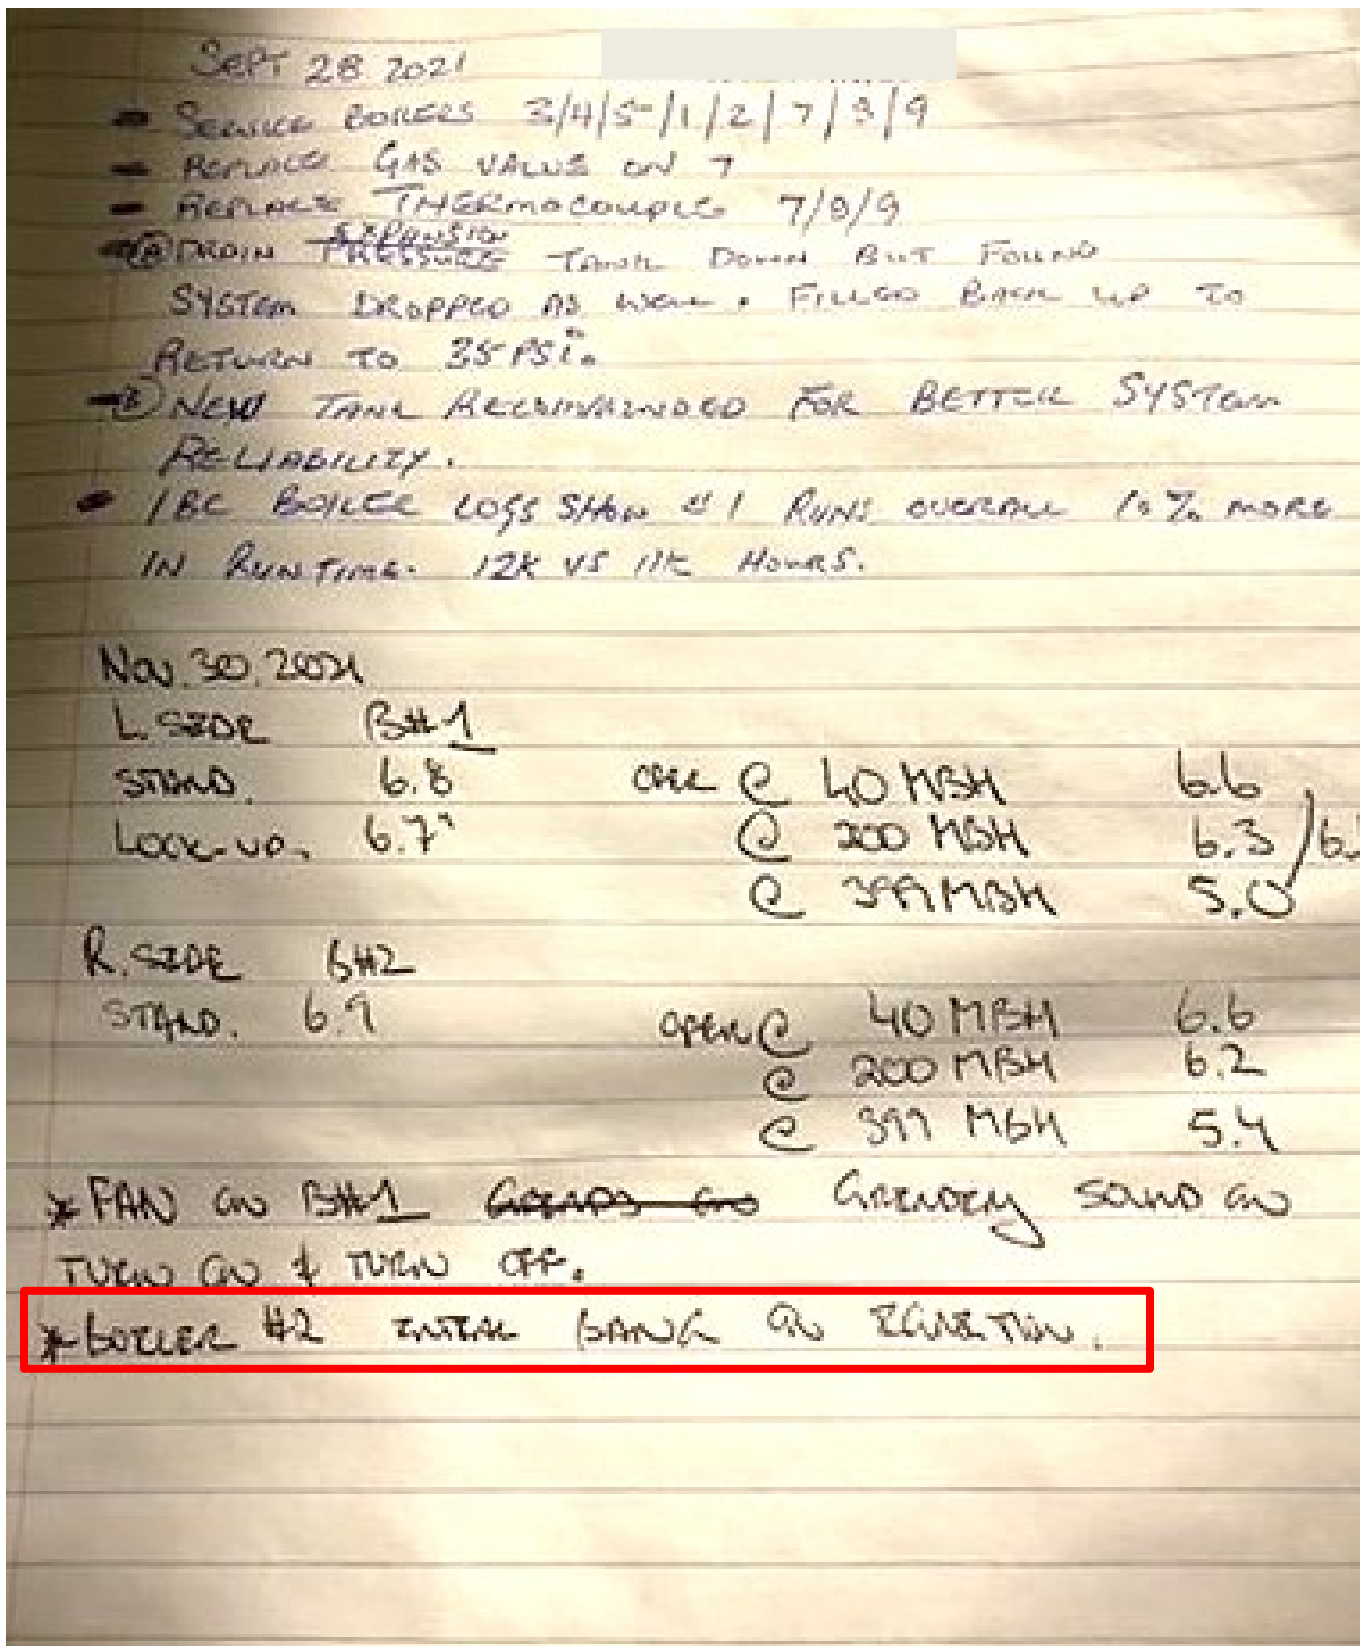 SEPT 28 2021
- SERVICE BOILERS 3/4/5/1/2/7/8/9
- REPLACE GAS VALVE ON 7
- REPLACE THERMOCOUPLE 7/8/9
- (A) DRAIN EXPANSION TANK DOWN BUT FOUND
SYSTEM DROPPED AS WELL. FILLED BACK UP TO
RETURN TO 35 PSI.
- (B) NEW TANK RECOMMENDED FOR BETTER SYSTEM
RELIABILITY.
- IBC BOILER LOGS SHOW #1 RUNS OVERALL 10% MORE
IN RUNTIME. 12K VS 11K HOURS.
Nov. 30. 2021
L. SIDE B#1
STAND. 6.8 OPER @ 40 MBH 6.6
LOCK-UP. 6.7" @ 200 MBH 6.3 / 6.
@ 399 MBH 5.0
R. SIDE B#2
STAND. 6.9 OPEN @ 40 MBH 6.6
@ 200 MBH 6.2
@ 399 MBH 5.4
* FAN ON B#1 GRINDING SOUND ON
TURN ON & TURN OFF.
* BOILER #2 INITIAL BANG ON IGNITION.